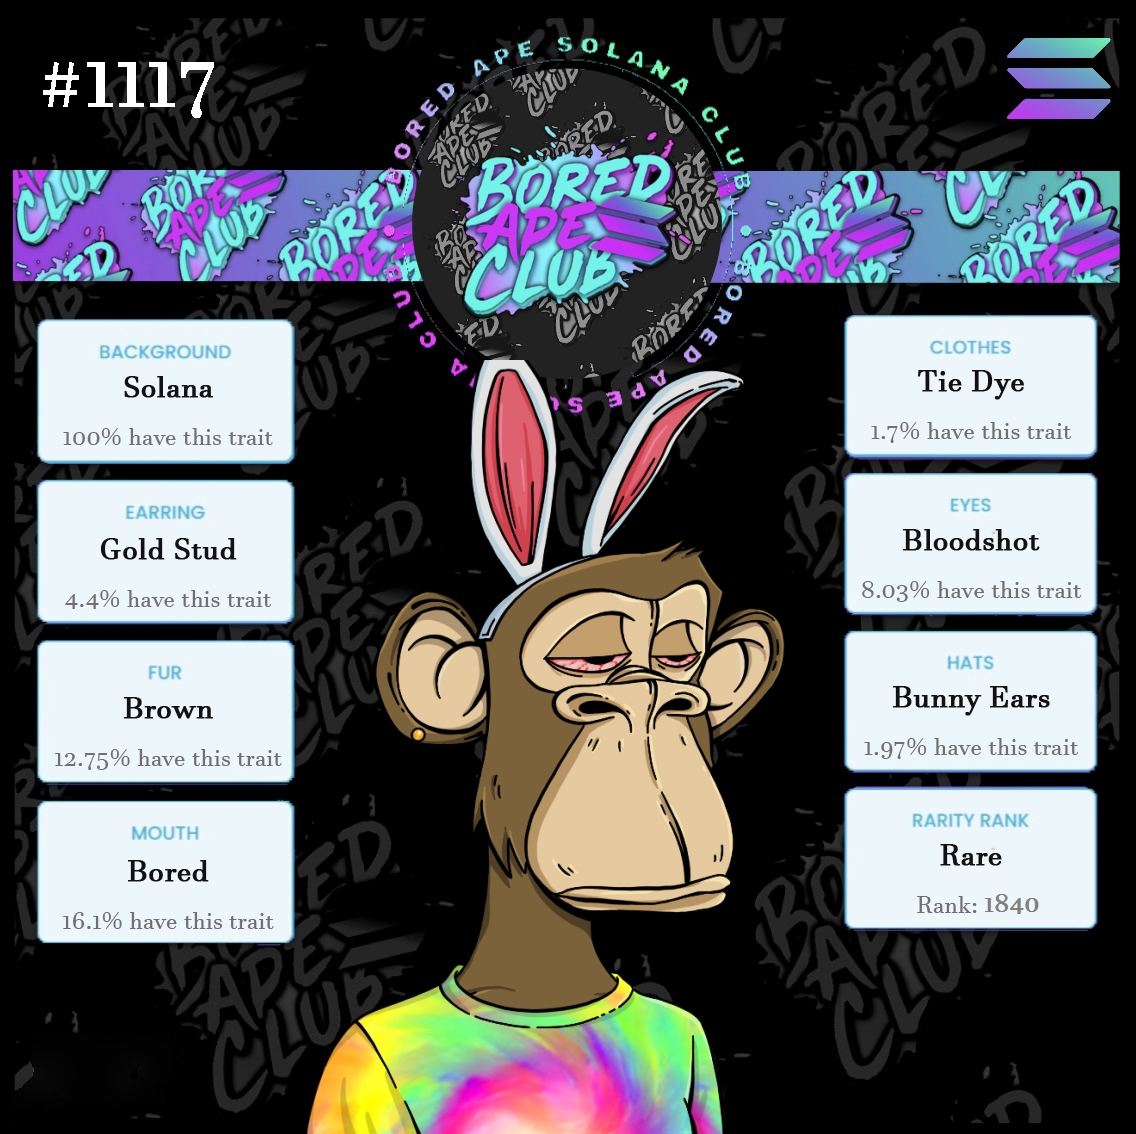 #1117
BORED APE SOLANA CLUB
BORED
APE
CLUB
BORED APE
BACKGROUND
Solana
100% have this trait
EARRING
Gold Stud
4.4% have this trait
FUR
Brown
12.75% have this trait
MOUTH
Bored
16.1% have this trait
CLOTHES
Tie Dye
1.7% have this trait
EYES
Bloodshot
8.03% have this trait
HATS
Bunny Ears
1.97% have this trait
RARITY RANK
Rare
Rank: 1840